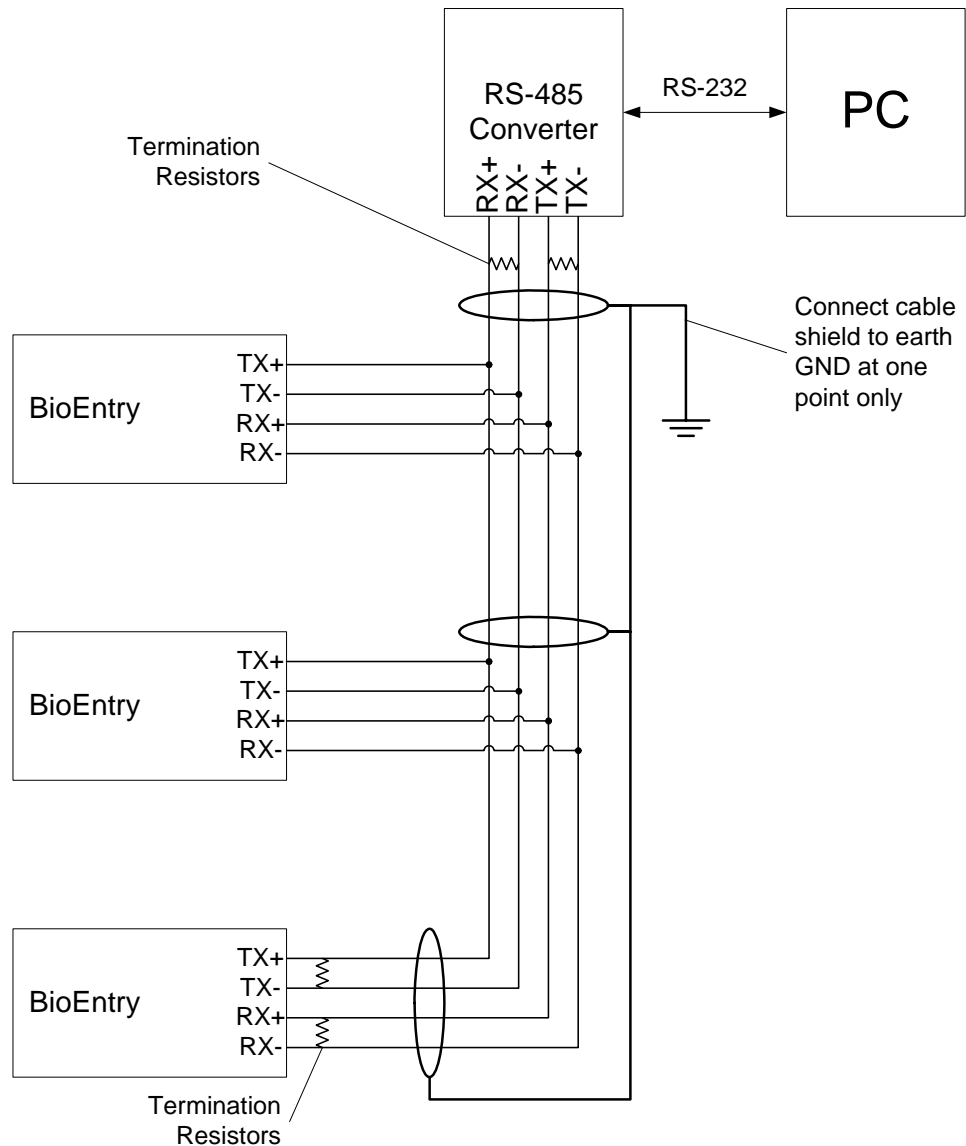 RS-485
Converter
RX+
RX-
TX+
TX-
RS-232
PC
Termination
Resistors
Connect cable
shield to earth
GND at one
point only
BioEntry
TX+
TX-
RX+
RX-
BioEntry
TX+
TX-
RX+
RX-
BioEntry
TX+
TX-
RX+
RX-
Termination
Resistors